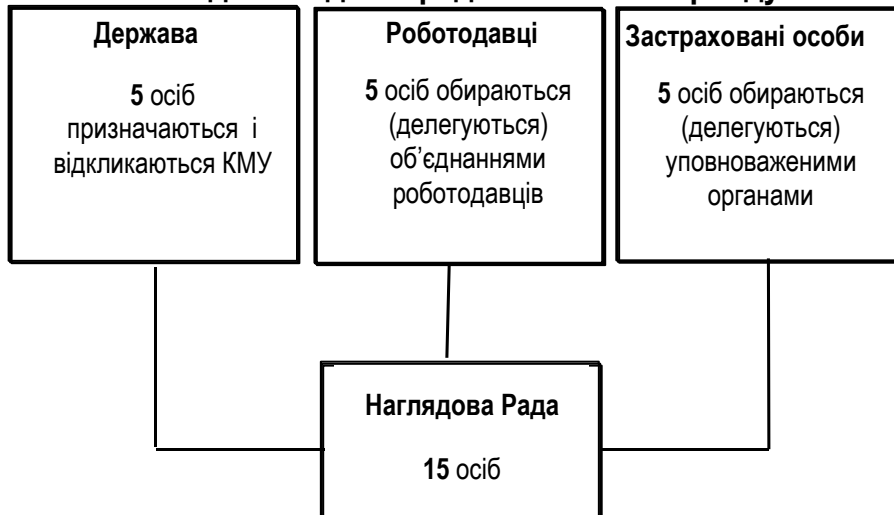 Держава
5 осіб
призначаються і
відкликаються КМУ
Роботодавці
5 осіб обираються
(делегуються)
об’єднаннями
роботодавців
Застраховані особи
5 осіб обираються
(делегуються)
уповноваженими
органами
Наглядова Рада
15 осіб